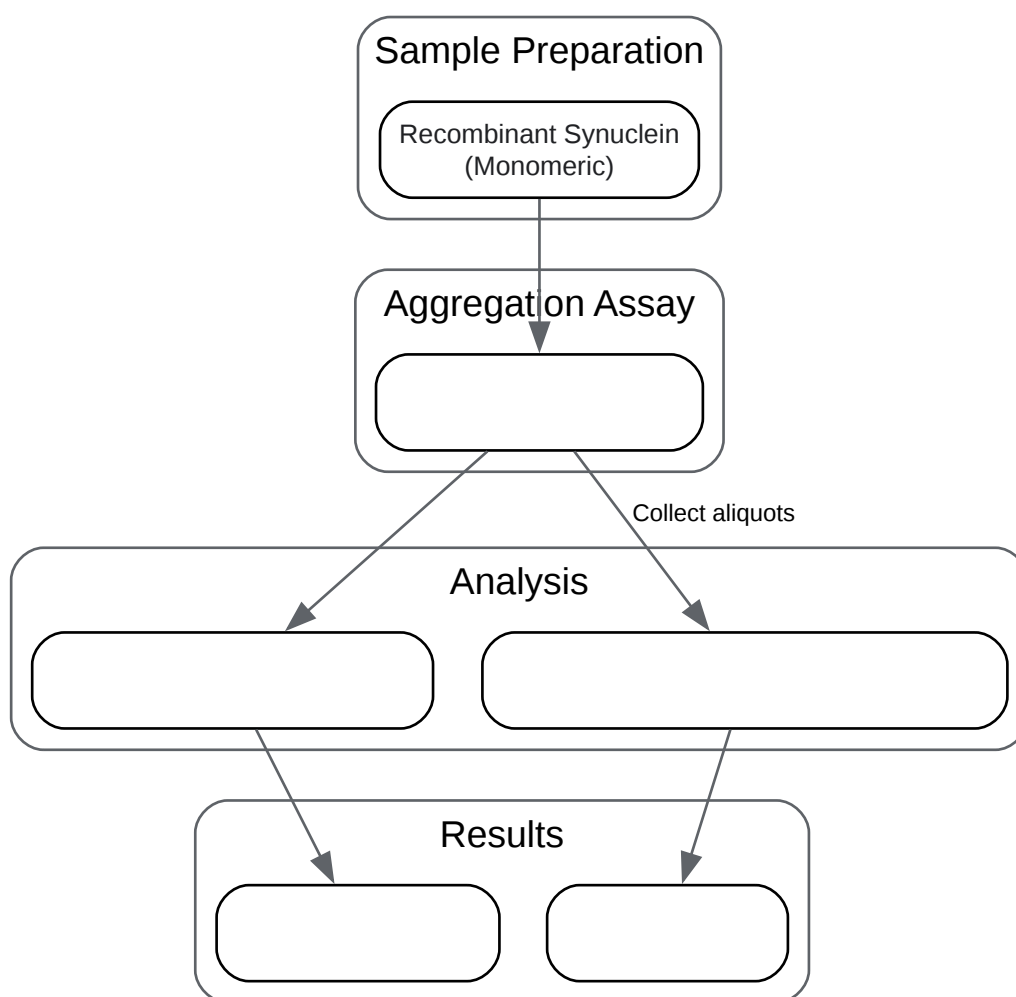 Sample Preparation
Recombinant Synuclein
(Monomeric)
Aggregation Assay
Collect aliquots
Analysis
Results